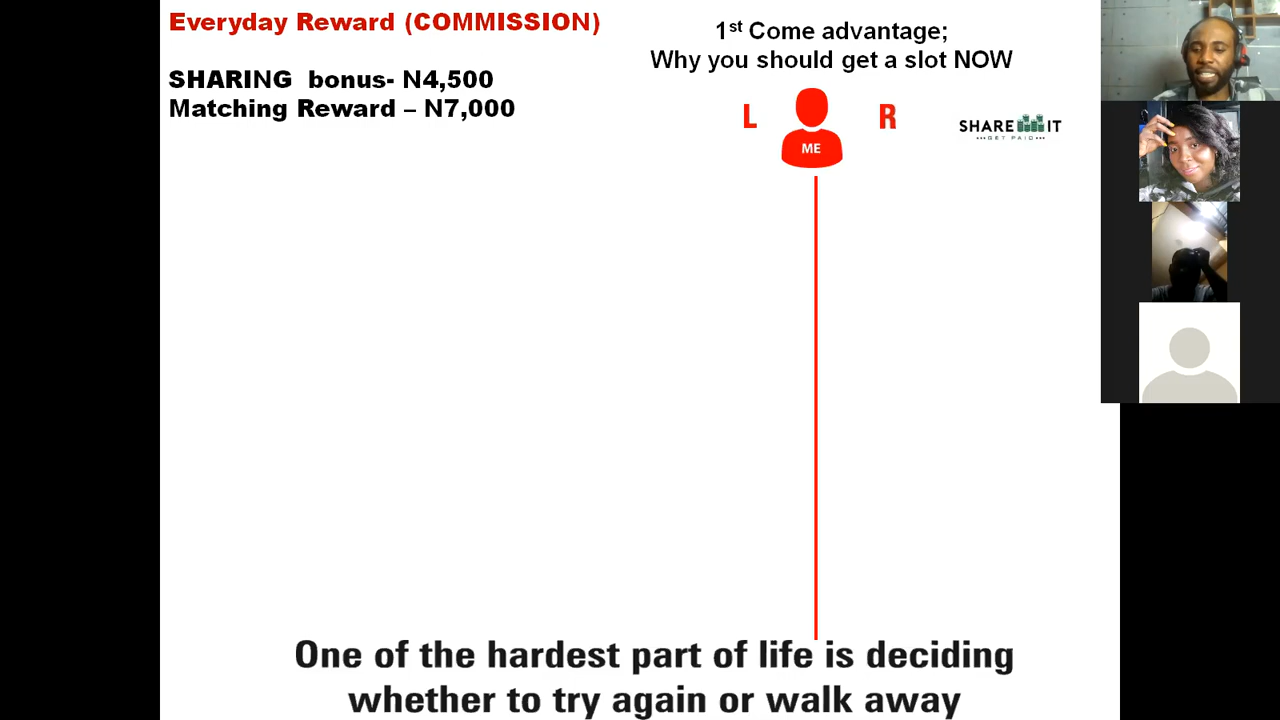 Everyday Reward (COMMISSION)
SHARING bonus- N4,500
Matching Reward – N7,000
1st Come advantage;
Why you should get a slot NOW
L
R
ME
SHARE IT
•••GET PAID•••
One of the hardest part of life is deciding
whether to try again or walk away